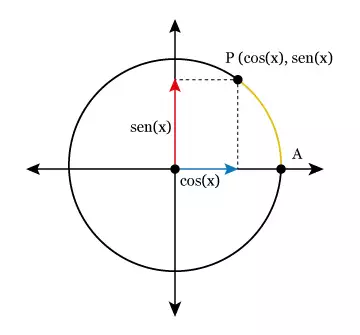 P (cos(x), sen(x)
sen(x)
A
cos(x)